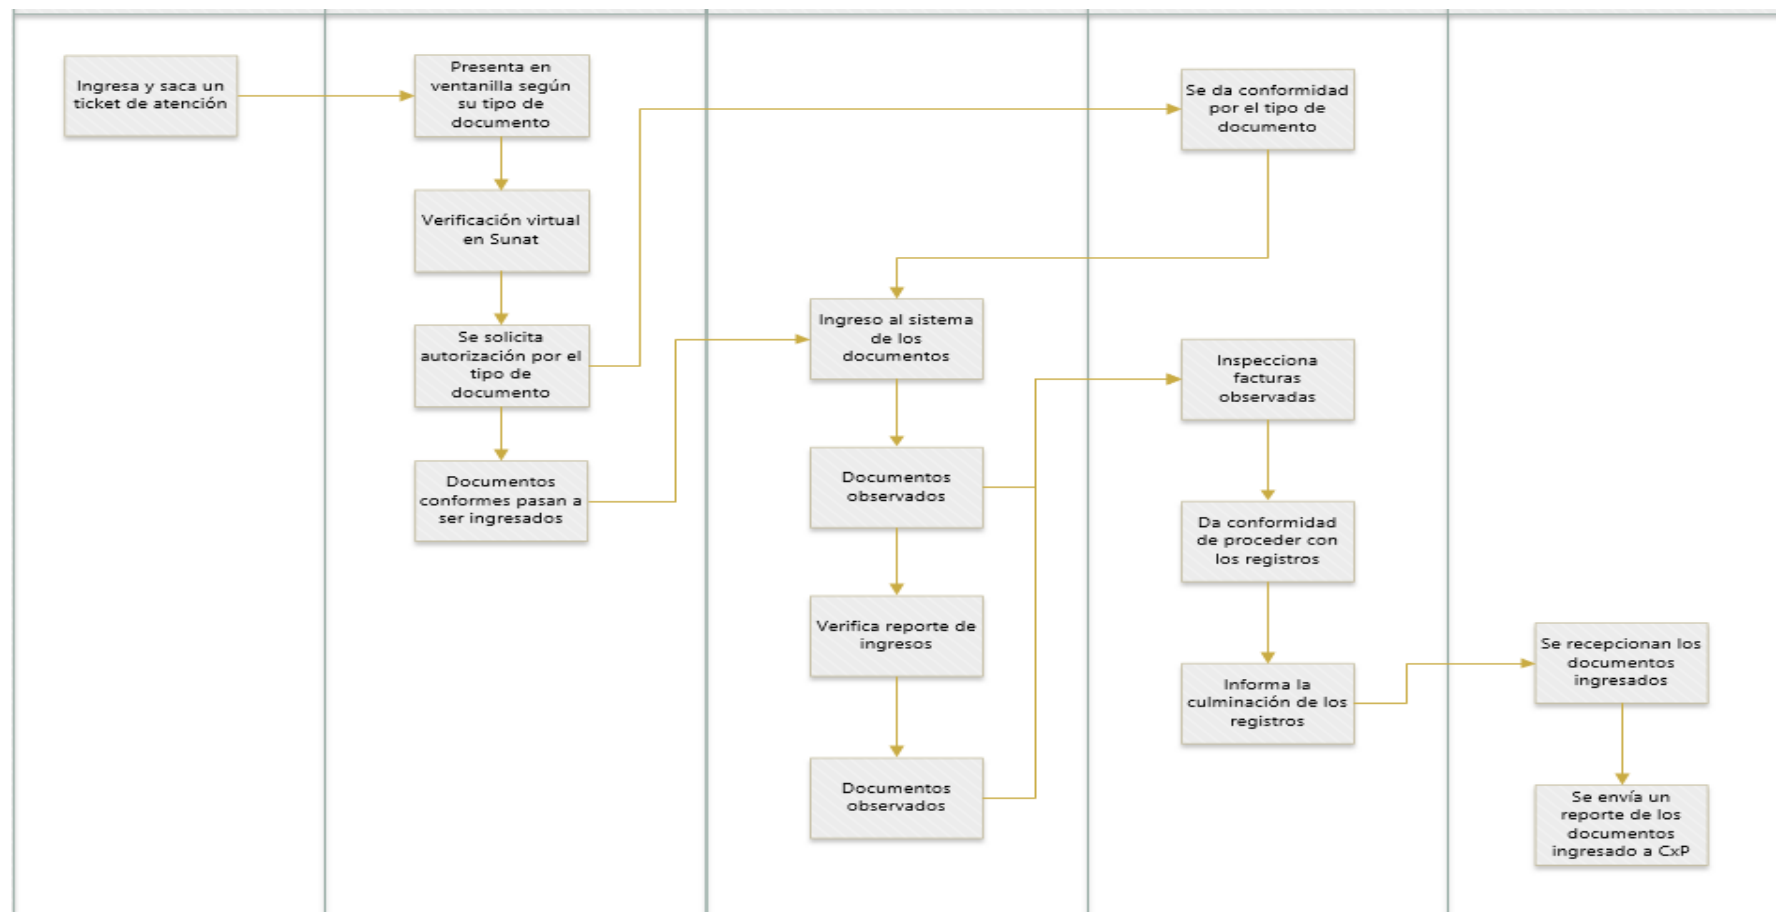 Ingresa y saca un
ticket de atención
Presenta en
ventanilla según
su tipo de
documento
Verificación virtual
en Sunat
Se solicita
autorización por el
tipo de
documento
Documentos
conformes pasan a
ser ingresados
Ingreso al sistema
de los
documentos
Documentos
observados
Verifica reporte de
ingresos
Documentos
observados
Se da conformidad
por el tipo de
documento
Inspecciona
facturas
observadas
Da conformidad
de proceder con
los registros
Informa la
culminación de los
registros
Se recepcionan los
documentos
ingresados
Se envía un
reporte de los
documentos
ingresado a CxP